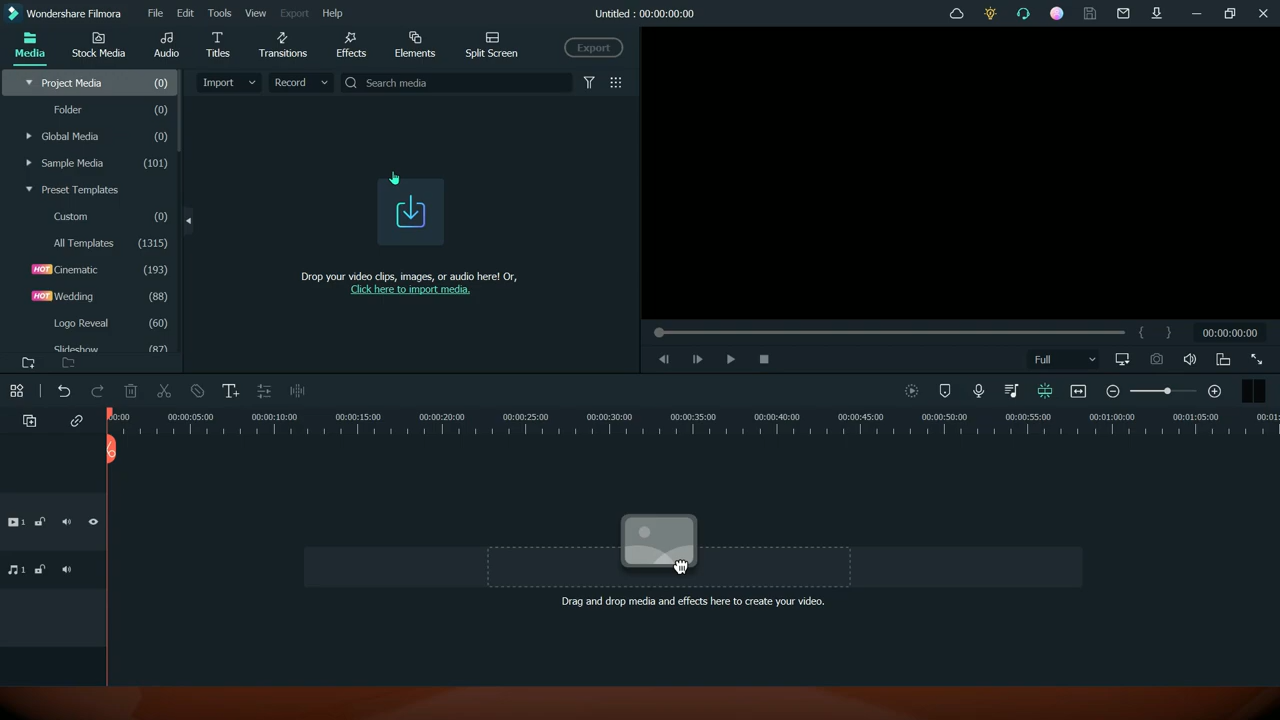 Wondershare Filmora File Edit Tools View Export Help Untitled : 00:00:00:00
Media Stock Media Audio Titles Transitions Effects Elements Split Screen Export
Project Media (0)
Folder (0)
Global Media (0)
Sample Media (101)
Preset Templates
Custom (0)
All Templates (1315)
HOT Cinematic (193)
HOT Wedding (88)
Logo Reveal (60)
Slideshow (87)
Import Record Search media
Drop your video clips, images, or audio here! Or,
Click here to import media.
{ } 00:00:00:00
Full
:00:00 00:00:05:00 00:00:10:00 00:00:15:00 00:00:20:00 00:00:25:00 00:00:30:00 00:00:35:00 00:00:40:00 00:00:45:00 00:00:50:00 00:00:55:00 00:01:00:00 00:01:05:00 00:01:
1
1
Drag and drop media and effects here to create your video.